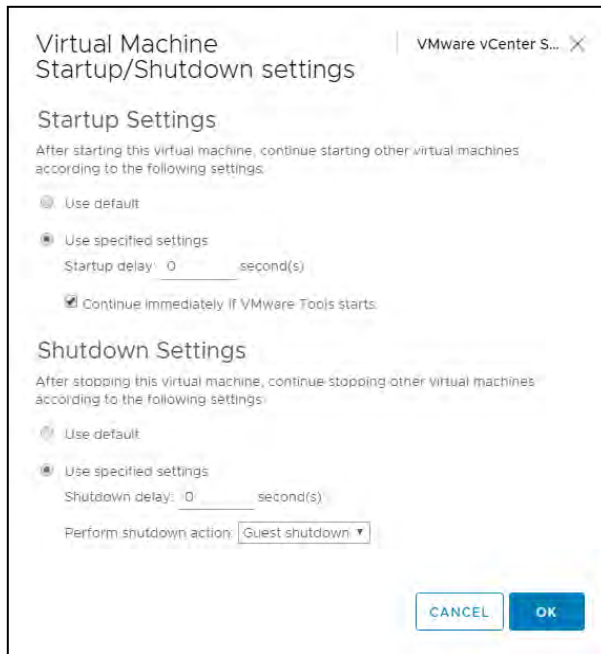 Virtual Machine
Startup/Shutdown settings
VMware vCenter S...
Startup Settings
After starting this virtual machine, continue starting other virtual machines
according to the following settings:
Use default
Use specified settings
Startup delay: 0 second(s)
Continue immediately if VMware Tools starts.
Shutdown Settings
After stopping this virtual machine, continue stopping other virtual machines
according to the following settings:
Use default
Use specified settings
Shutdown delay: 0 second(s)
Perform shutdown action: Guest shutdown
CANCEL
OK